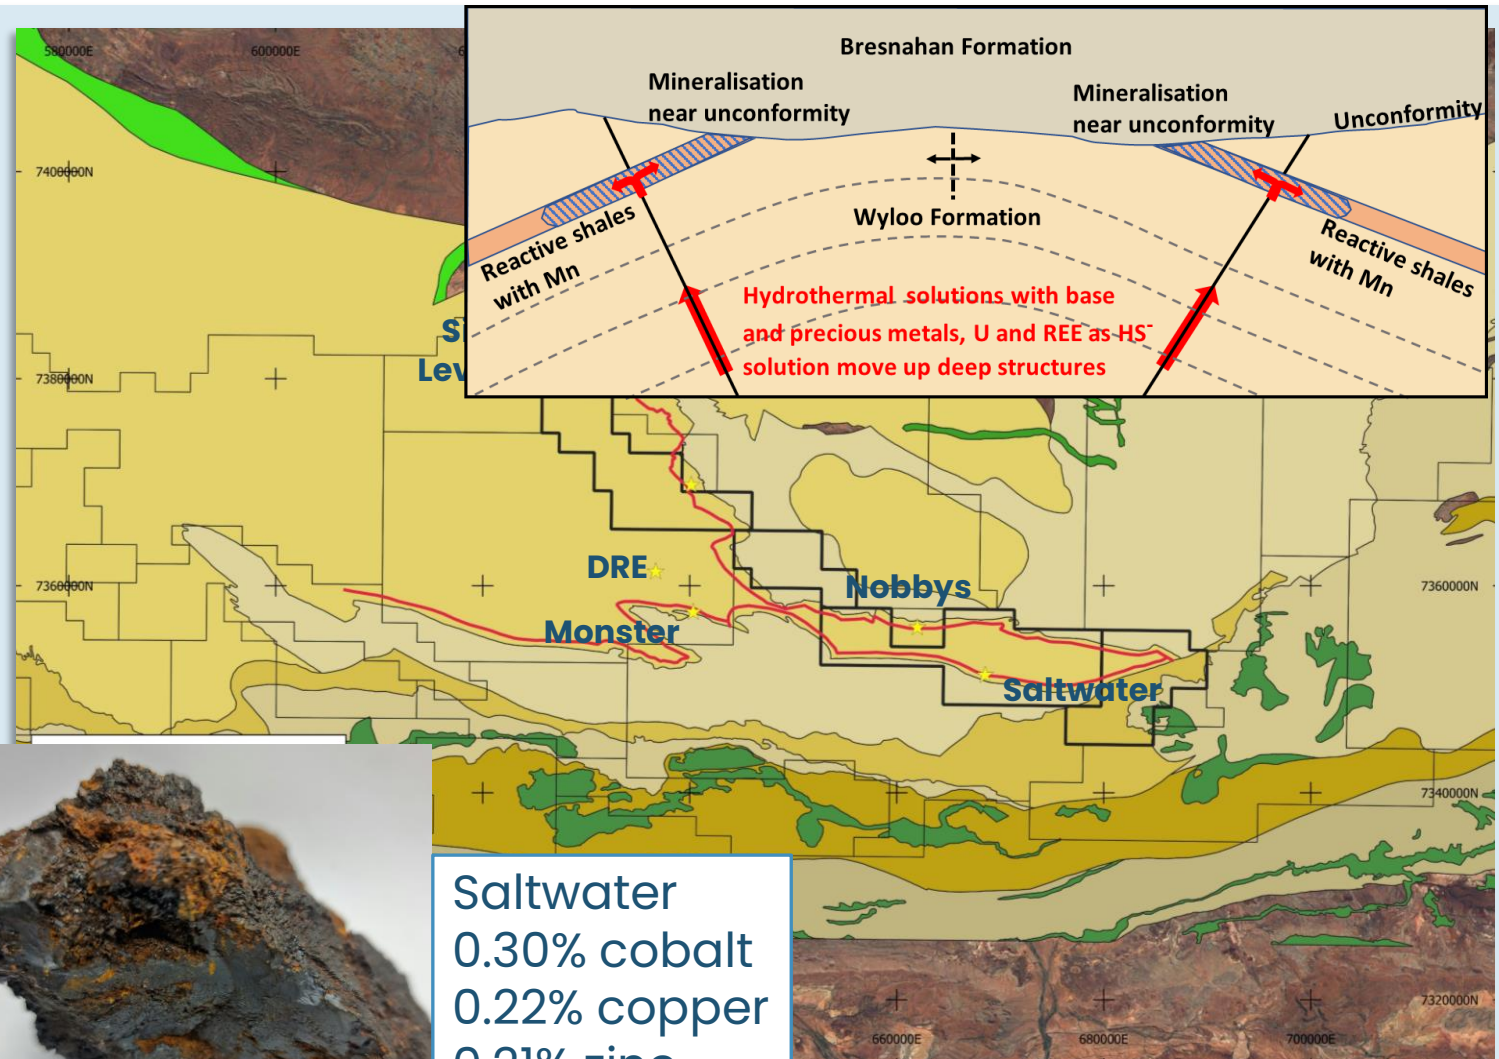 580000E
600000E
Bresnahan Formation
Mineralisation
near unconformity
Mineralisation
near unconformity
Unconformity
7400000N
Wyloo Formation
Reactive shales
with Mn
Reactive shales
with Mn
Hydrothermal solutions with base
and precious metals, U and REE as HS⁻
solution move up deep structures
7380000N
DRE
Nobbys
7360000N
7360000N
Monster
Saltwater
7340000N
Saltwater
0.30% cobalt
0.22% copper
0.21% zinc
7320000N
660000E
680000E
700000E